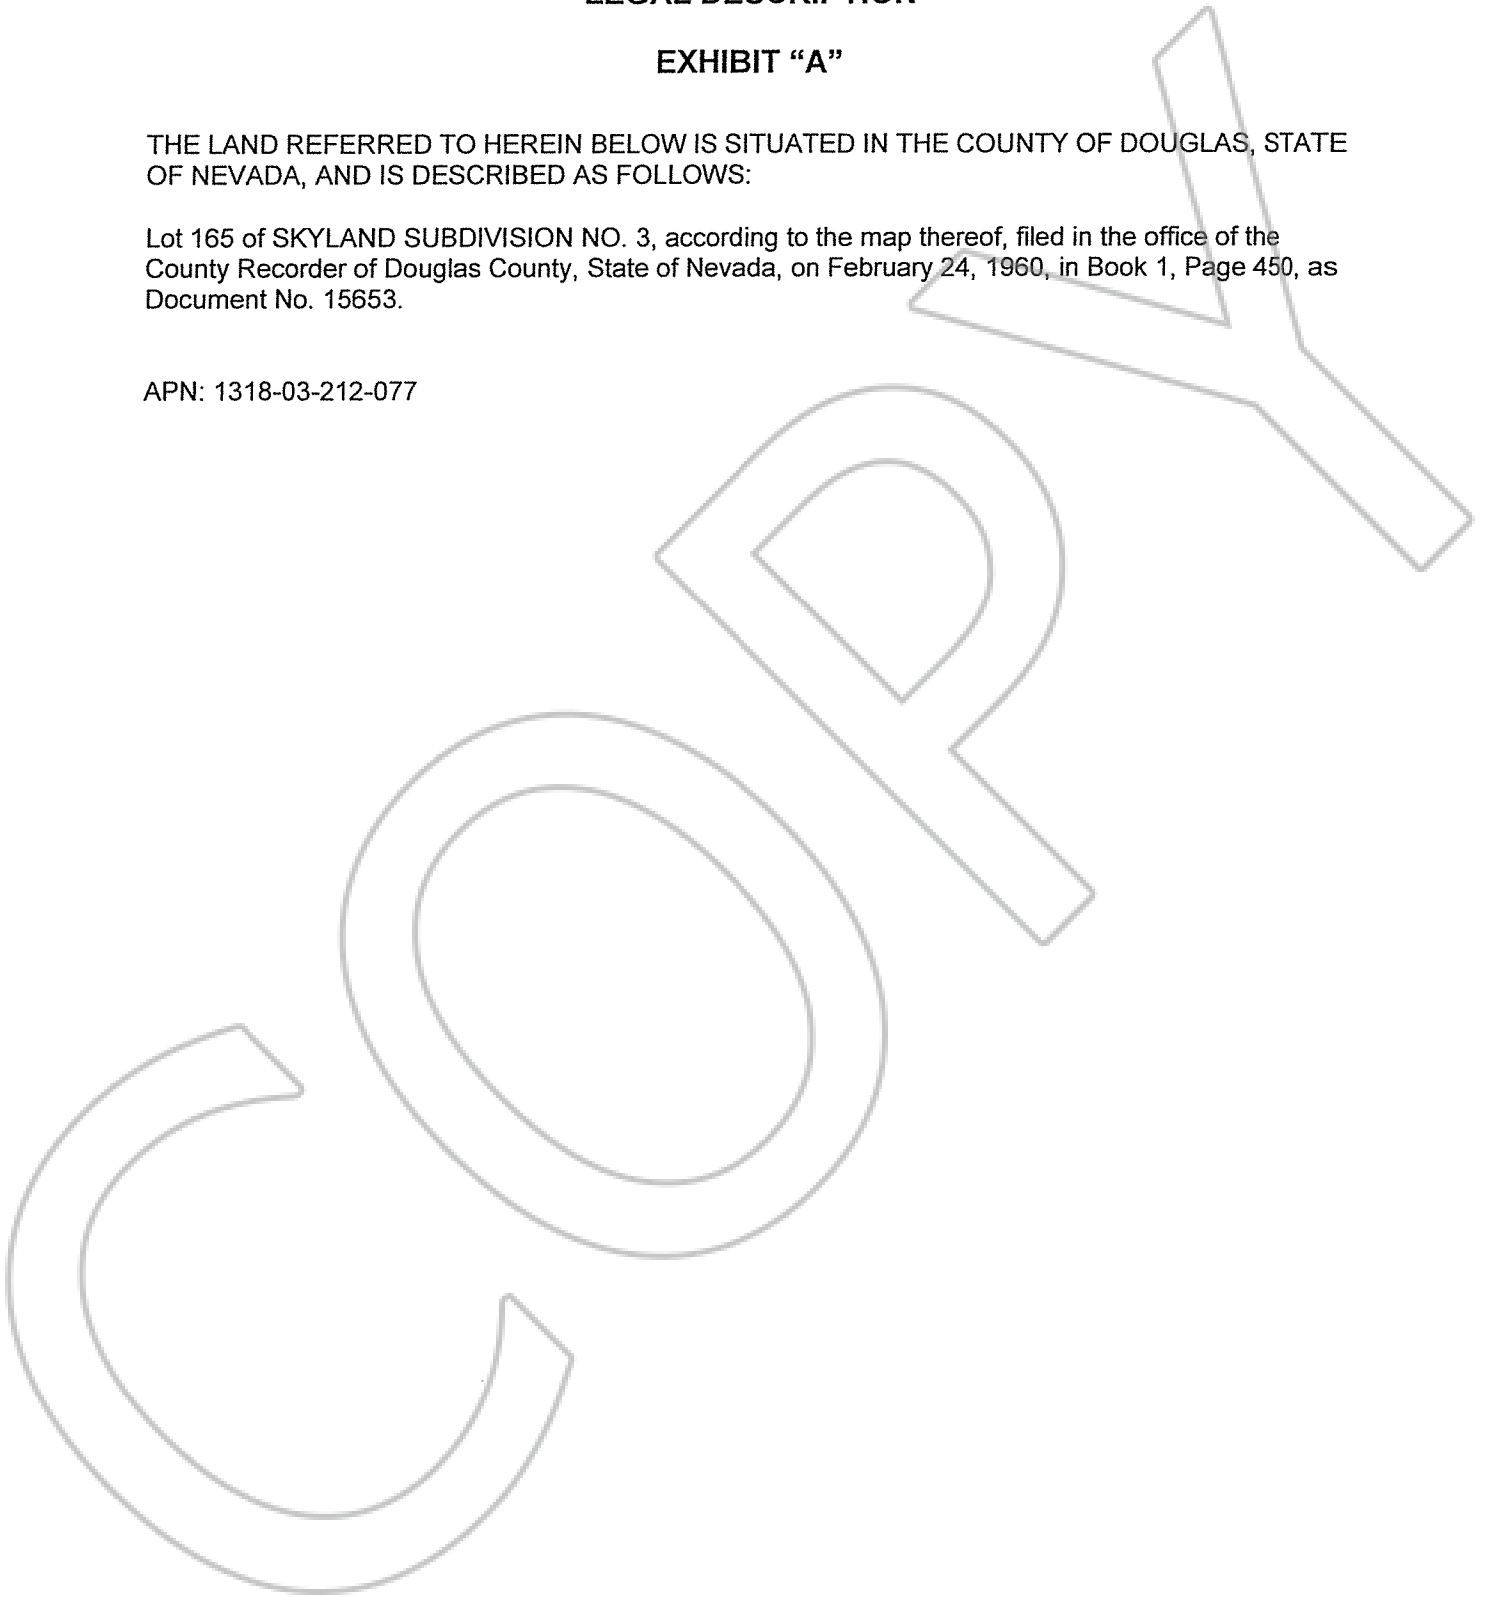 LEGAL DESCRIPTION
EXHIBIT “A”
THE LAND REFERRED TO HEREIN BELOW IS SITUATED IN THE COUNTY OF DOUGLAS, STATE
OF NEVADA, AND IS DESCRIBED AS FOLLOWS:
Lot 165 of SKYLAND SUBDIVISION NO. 3, according to the map thereof, filed in the office of the
County Recorder of Douglas County, State of Nevada, on February 24, 1960, in Book 1, Page 450, as
Document No. 15653.
APN: 1318-03-212-077
COPY